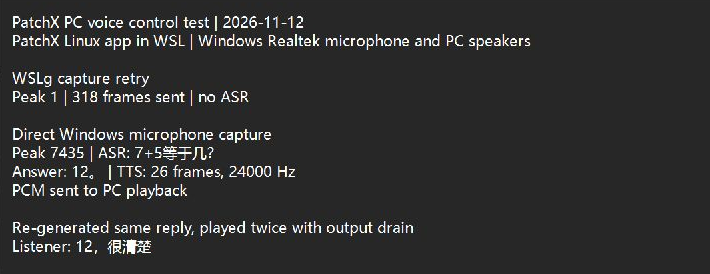 PatchX PC voice control test | 2026-11-12
PatchX Linux app in WSL | Windows Realtek microphone and PC speakers
WSLg capture retry
Peak 1 | 318 frames sent | no ASR
Direct Windows microphone capture
Peak 7435 | ASR: 7+5等于几?
Answer: 12。 | TTS: 26 frames, 24000 Hz
PCM sent to PC playback
Re-generated same reply, played twice with output drain
Listener: 12，很清楚